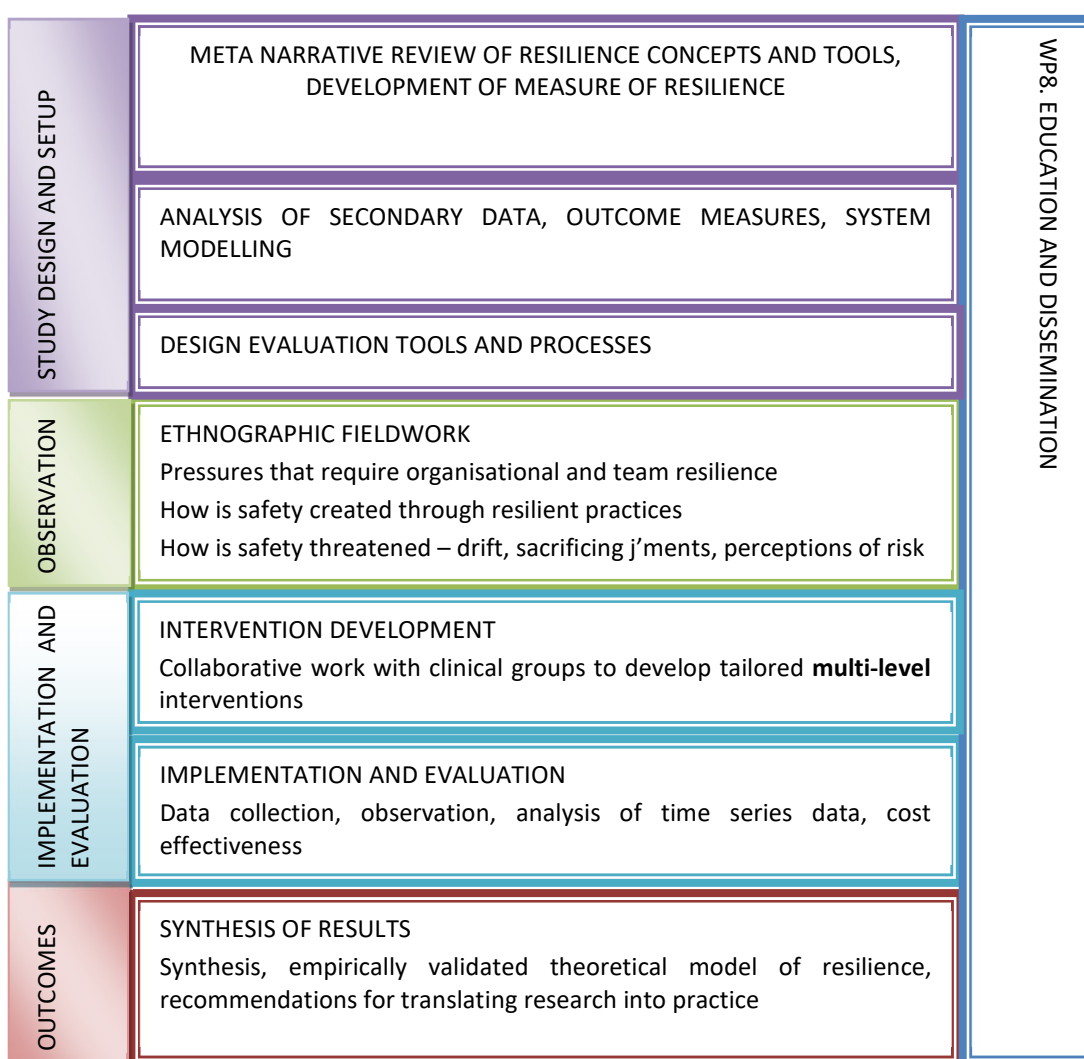 STUDY DESIGN AND SETUP
META NARRATIVE REVIEW OF RESILIENCE CONCEPTS AND TOOLS,
DEVELOPMENT OF MEASURE OF RESILIENCE
ANALYSIS OF SECONDARY DATA, OUTCOME MEASURES, SYSTEM
MODELLING
DESIGN EVALUATION TOOLS AND PROCESSES
OBSERVATION
ETHNOGRAPHIC FIELDWORK
Pressures that require organisational and team resilience
How is safety created through resilient practices
How is safety threatened – drift, sacrificing j'ments, perceptions of risk
IMPLEMENTATION AND
EVALUATION
INTERVENTION DEVELOPMENT
Collaborative work with clinical groups to develop tailored multi-level
interventions
IMPLEMENTATION AND EVALUATION
Data collection, observation, analysis of time series data, cost
effectiveness
OUTCOMES
SYNTHESIS OF RESULTS
Synthesis, empirically validated theoretical model of resilience,
recommendations for translating research into practice
WP8. EDUCATION AND DISSEMINATION